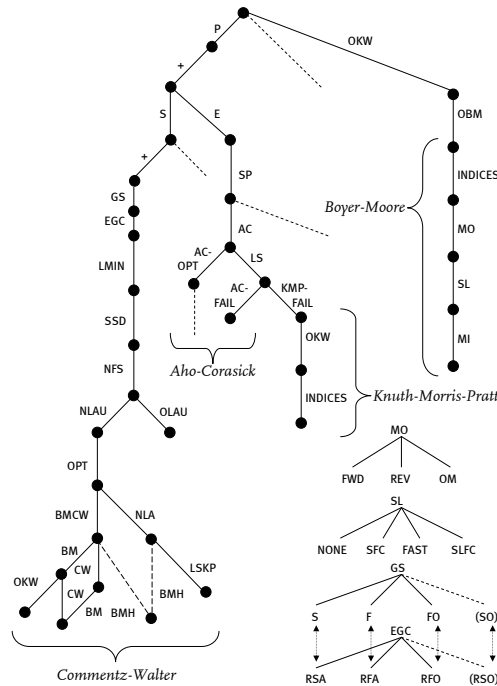 P
OKW
+
S
E
OBM
+
SP
INDICES
GS
Boyer-Moore
EGC
AC
MO
AC-
OPT
LS
LMIN
SL
AC-
FAIL
KMP-
FAIL
SSD
OKW
MI
Aho-Corasick
NFS
INDICES
Knuth-Morris-Pratt
NLAU
OLAU
MO
OPT
FWD
REV
OM
SL
BMCW
NLA
NONE
SFC
FAST
SLFC
BM
GS
OKW
CW
LSKP
CW
BMH
BM
BMH
S
F
FO
(SO)
EGC
Commentz-Walter
RSA
RFA
RFO
(RSO)